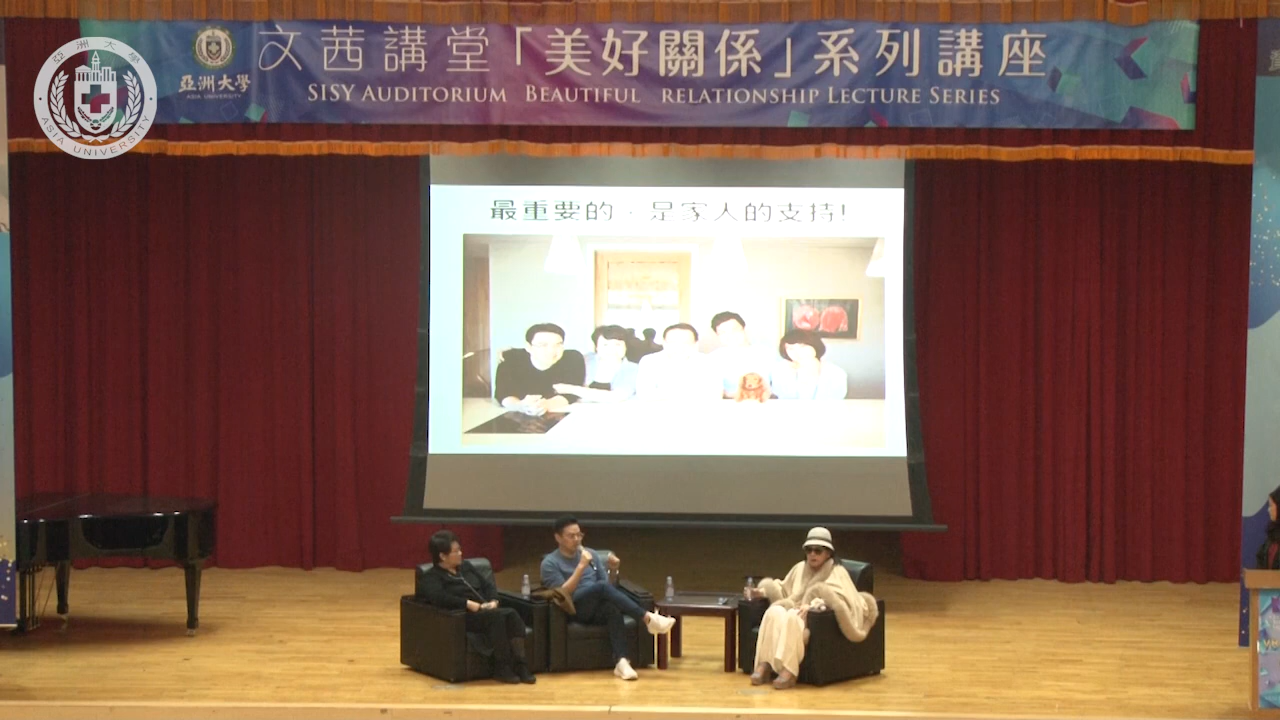 亞洲大學
ASIA UNIVERSITY
亞洲大學
ASIA UNIVERSITY
文茜講堂「美好關係」系列講座
SISY AUDITORIUM BEAUTIFUL RELATIONSHIP LECTURE SERIES
最重要的，是家人的支持!